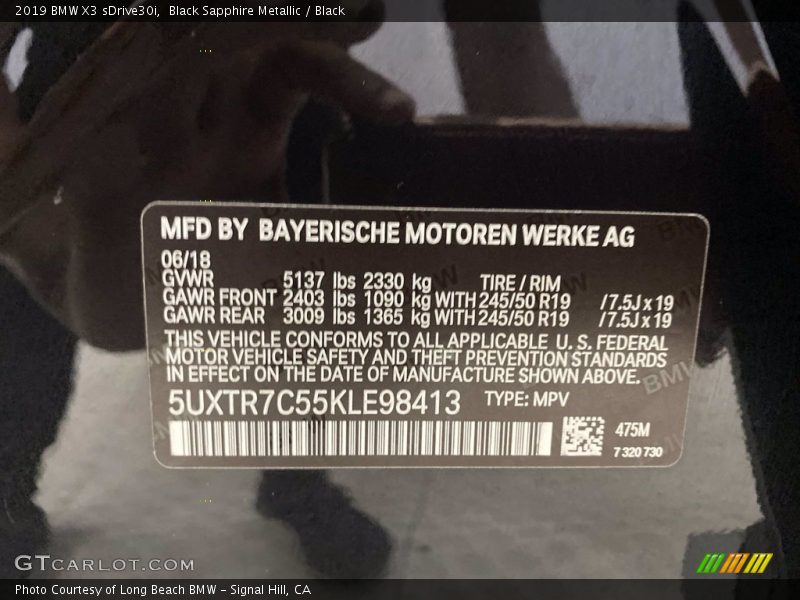 2019 BMW X3 sDrive30i, Black Sapphire Metallic / Black
MFD BY BAYERISCHE MOTOREN WERKE AG
06/18
GVWR 5137 lbs 2330 kg TIRE / RIM
GAWR FRONT 2403 lbs 1090 kg WITH 245/50 R19 /7.5J x 19
GAWR REAR 3009 lbs 1365 kg WITH 245/50 R19 /7.5J x 19
THIS VEHICLE CONFORMS TO ALL APPLICABLE U. S. FEDERAL
MOTOR VEHICLE SAFETY AND THEFT PREVENTION STANDARDS
IN EFFECT ON THE DATE OF MANUFACTURE SHOWN ABOVE.
5UXTR7C55KLE98413 TYPE: MPV
475M
7 320 730
GTCARLOT.COM
Photo Courtesy of Long Beach BMW – Signal Hill, CA